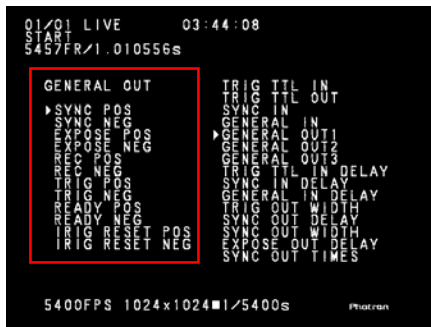 01/01 LIVE 03:44:08
START
5457FR/1.010556s
GENERAL OUT
SYNC POS
SYNC NEG
EXPOSE POS
EXPOSE NEG
REC POS
REC NEG
TRIG POS
TRIG NEG
READY POS
READY NEG
IRIG RESET POS
IRIG RESET NEG
TRIG TTL IN
TRIG TTL OUT
SYNC IN
GENERAL IN
GENERAL OUT1
GENERAL OUT2
GENERAL OUT3
TRIG TTL IN DELAY
SYNC IN DELAY
GENERAL IN DELAY
TRIG OUT WIDTH
SYNC OUT DELAY
SYNC OUT WIDTH
EXPOSE OUT DELAY
SYNC OUT TIMES
5400FPS 1024x1024■1/5400s Photron